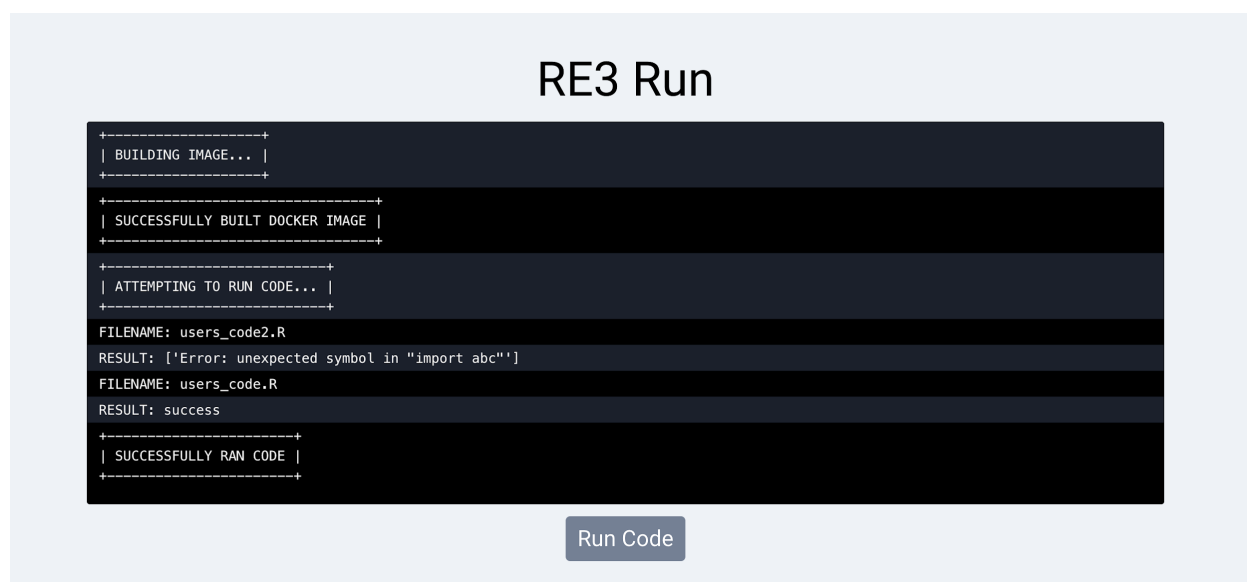 RE3 Run
+-------------------+
| BUILDING IMAGE... |
+-------------------+
+---------------------------------+
| SUCCESSFULLY BUILT DOCKER IMAGE |
+---------------------------------+
+---------------------------+
| ATTEMPTING TO RUN CODE... |
+---------------------------+
FILENAME: users_code2.R
RESULT: ['Error: unexpected symbol in "import abc"']
FILENAME: users_code.R
RESULT: success
+-----------------------+
| SUCCESSFULLY RAN CODE |
+-----------------------+
Run Code